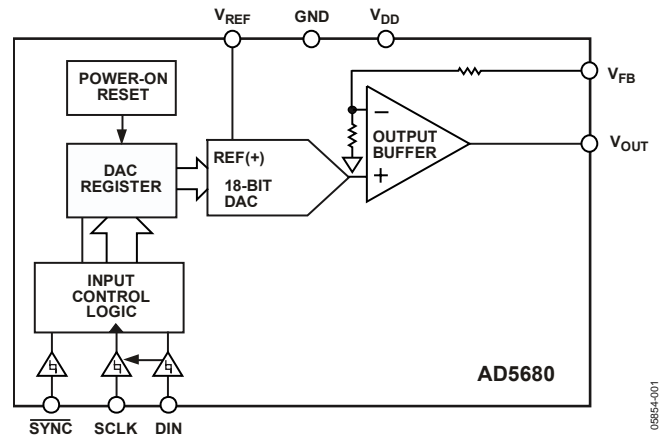 VREF GND VDD
POWER-ON
RESET
VFB
–
OUTPUT
BUFFER
+
VOUT
REF(+)
18-BIT
DAC
DAC
REGISTER
INPUT
CONTROL
LOGIC
AD5680
SYNC SCLK DIN
05854-001